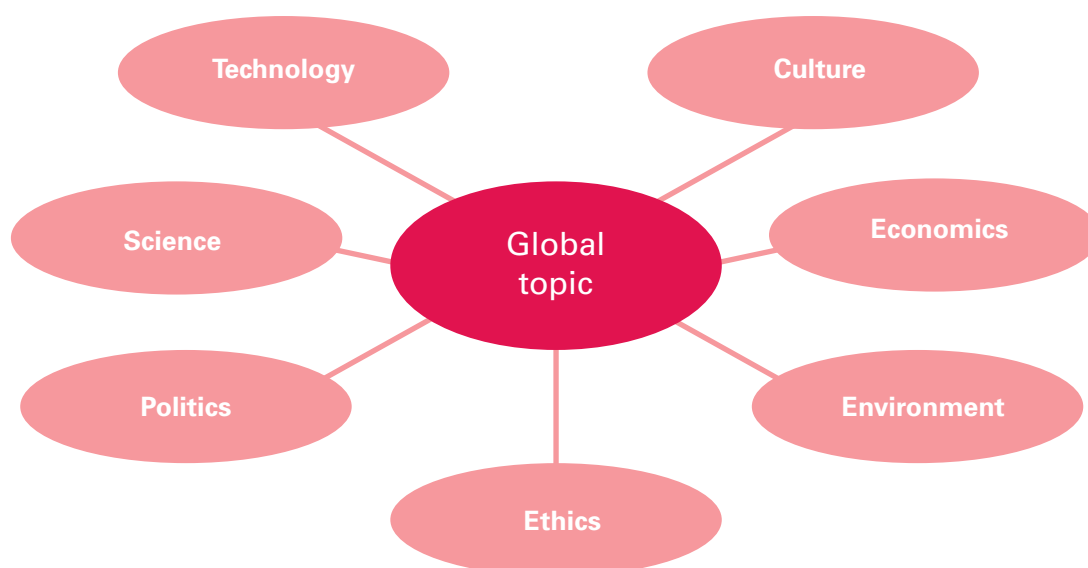 Technology
Culture
Science
Global
topic
Economics
Politics
Environment
Ethics